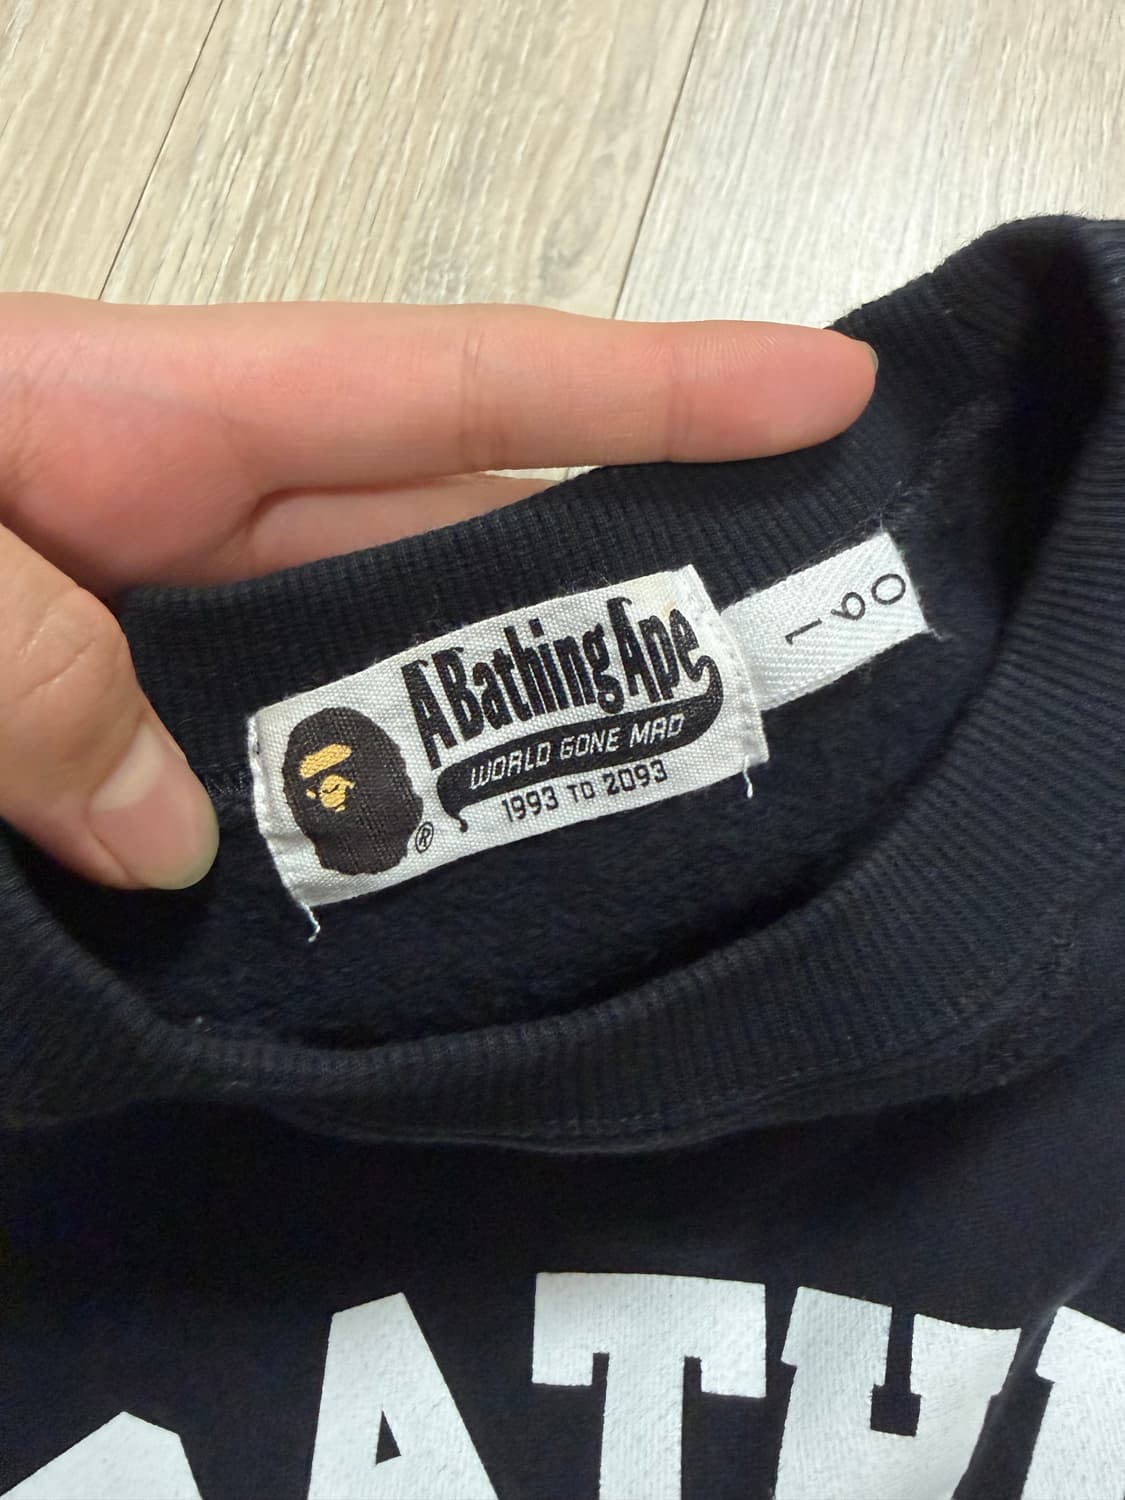 A Bathing Ape
WORLD GONE MAD
1993 TO 2093
®
160
ATH